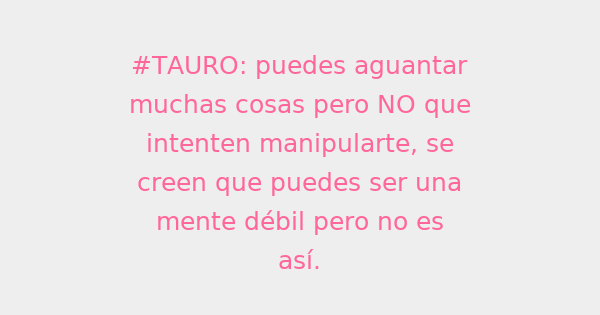 #TAURO: puedes aguantar
muchas cosas pero NO que
intenten manipularte, se
creen que puedes ser una
mente débil pero no es
así.